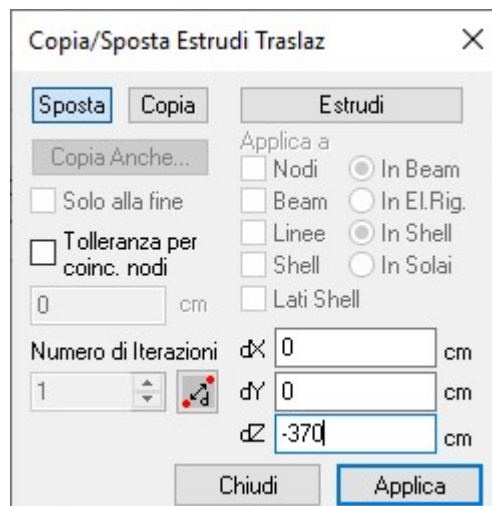 Copia/Sposta Estrudi Traslaz
Sposta Copia Estrudi
Copia Anche... Applica a
Nodi In Beam
Solo alla fine Beam In El.Rig.
Tolleranza per Linee In Shell
coinc. nodi Shell In Solai
0 cm Lati Shell
Numero di Iterazioni dX 0 cm
1 d dY 0 cm
dZ -370 cm
Chiudi Applica